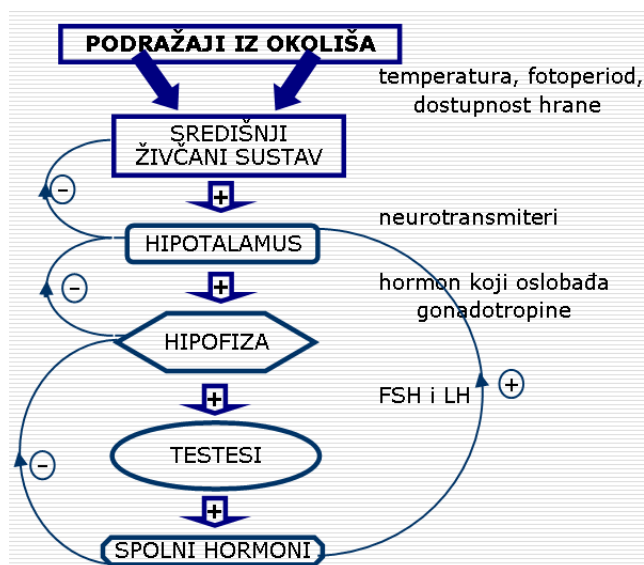 PODRAŽAJI IZ OKOLIŠA
temperatura, fotoperiod,
dostupnost hrane
SREDIŠNJI
ŽIVČANI SUSTAV
–
+
neurotransmiteri
HIPOTALAMUS
–
+
hormon koji oslobađa
gonadotropine
HIPOFIZA
+
FSH i LH
+
TESTESI
–
+
SPOLNI HORMONI